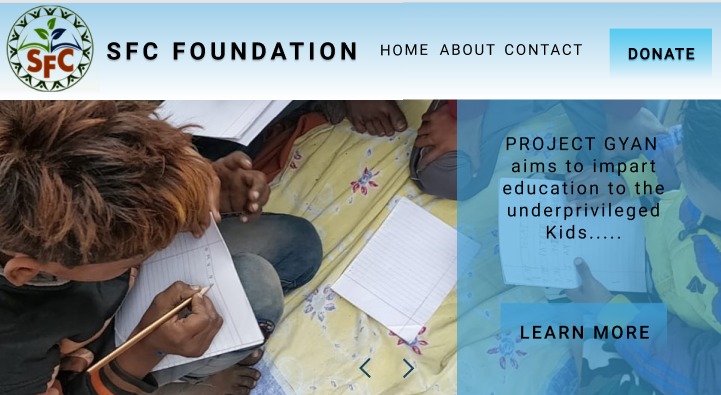 SFC
SFC FOUNDATION
HOME ABOUT CONTACT
DONATE
PROJECT GYAN
aims to impart
education to the
underprivileged
Kids.....
LEARN MORE